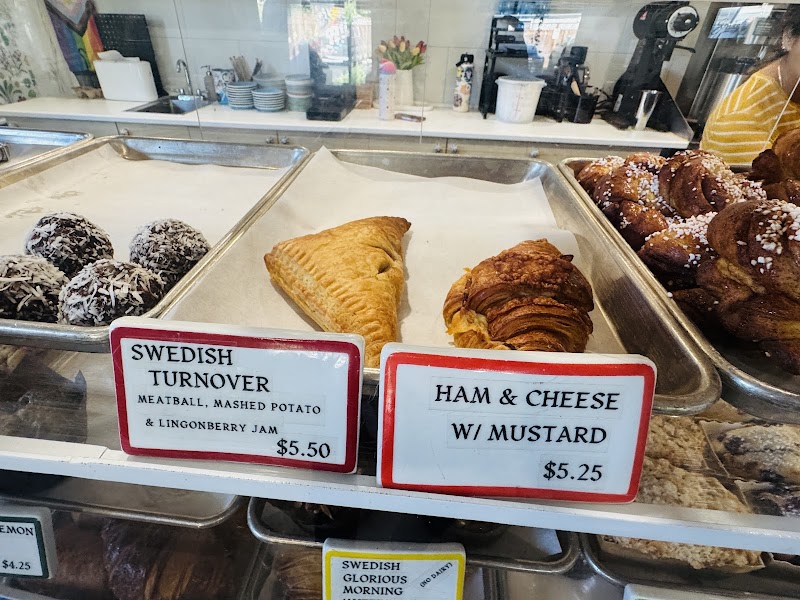 SWEDISH
TURNOVER
MEATBALL, MASHED POTATO
& LINGONBERRY JAM
$5.50
HAM & CHEESE
W/ MUSTARD
$5.25
$4.25
SWEDISH
GLORIOUS
MORNING
(NO DAIRY)